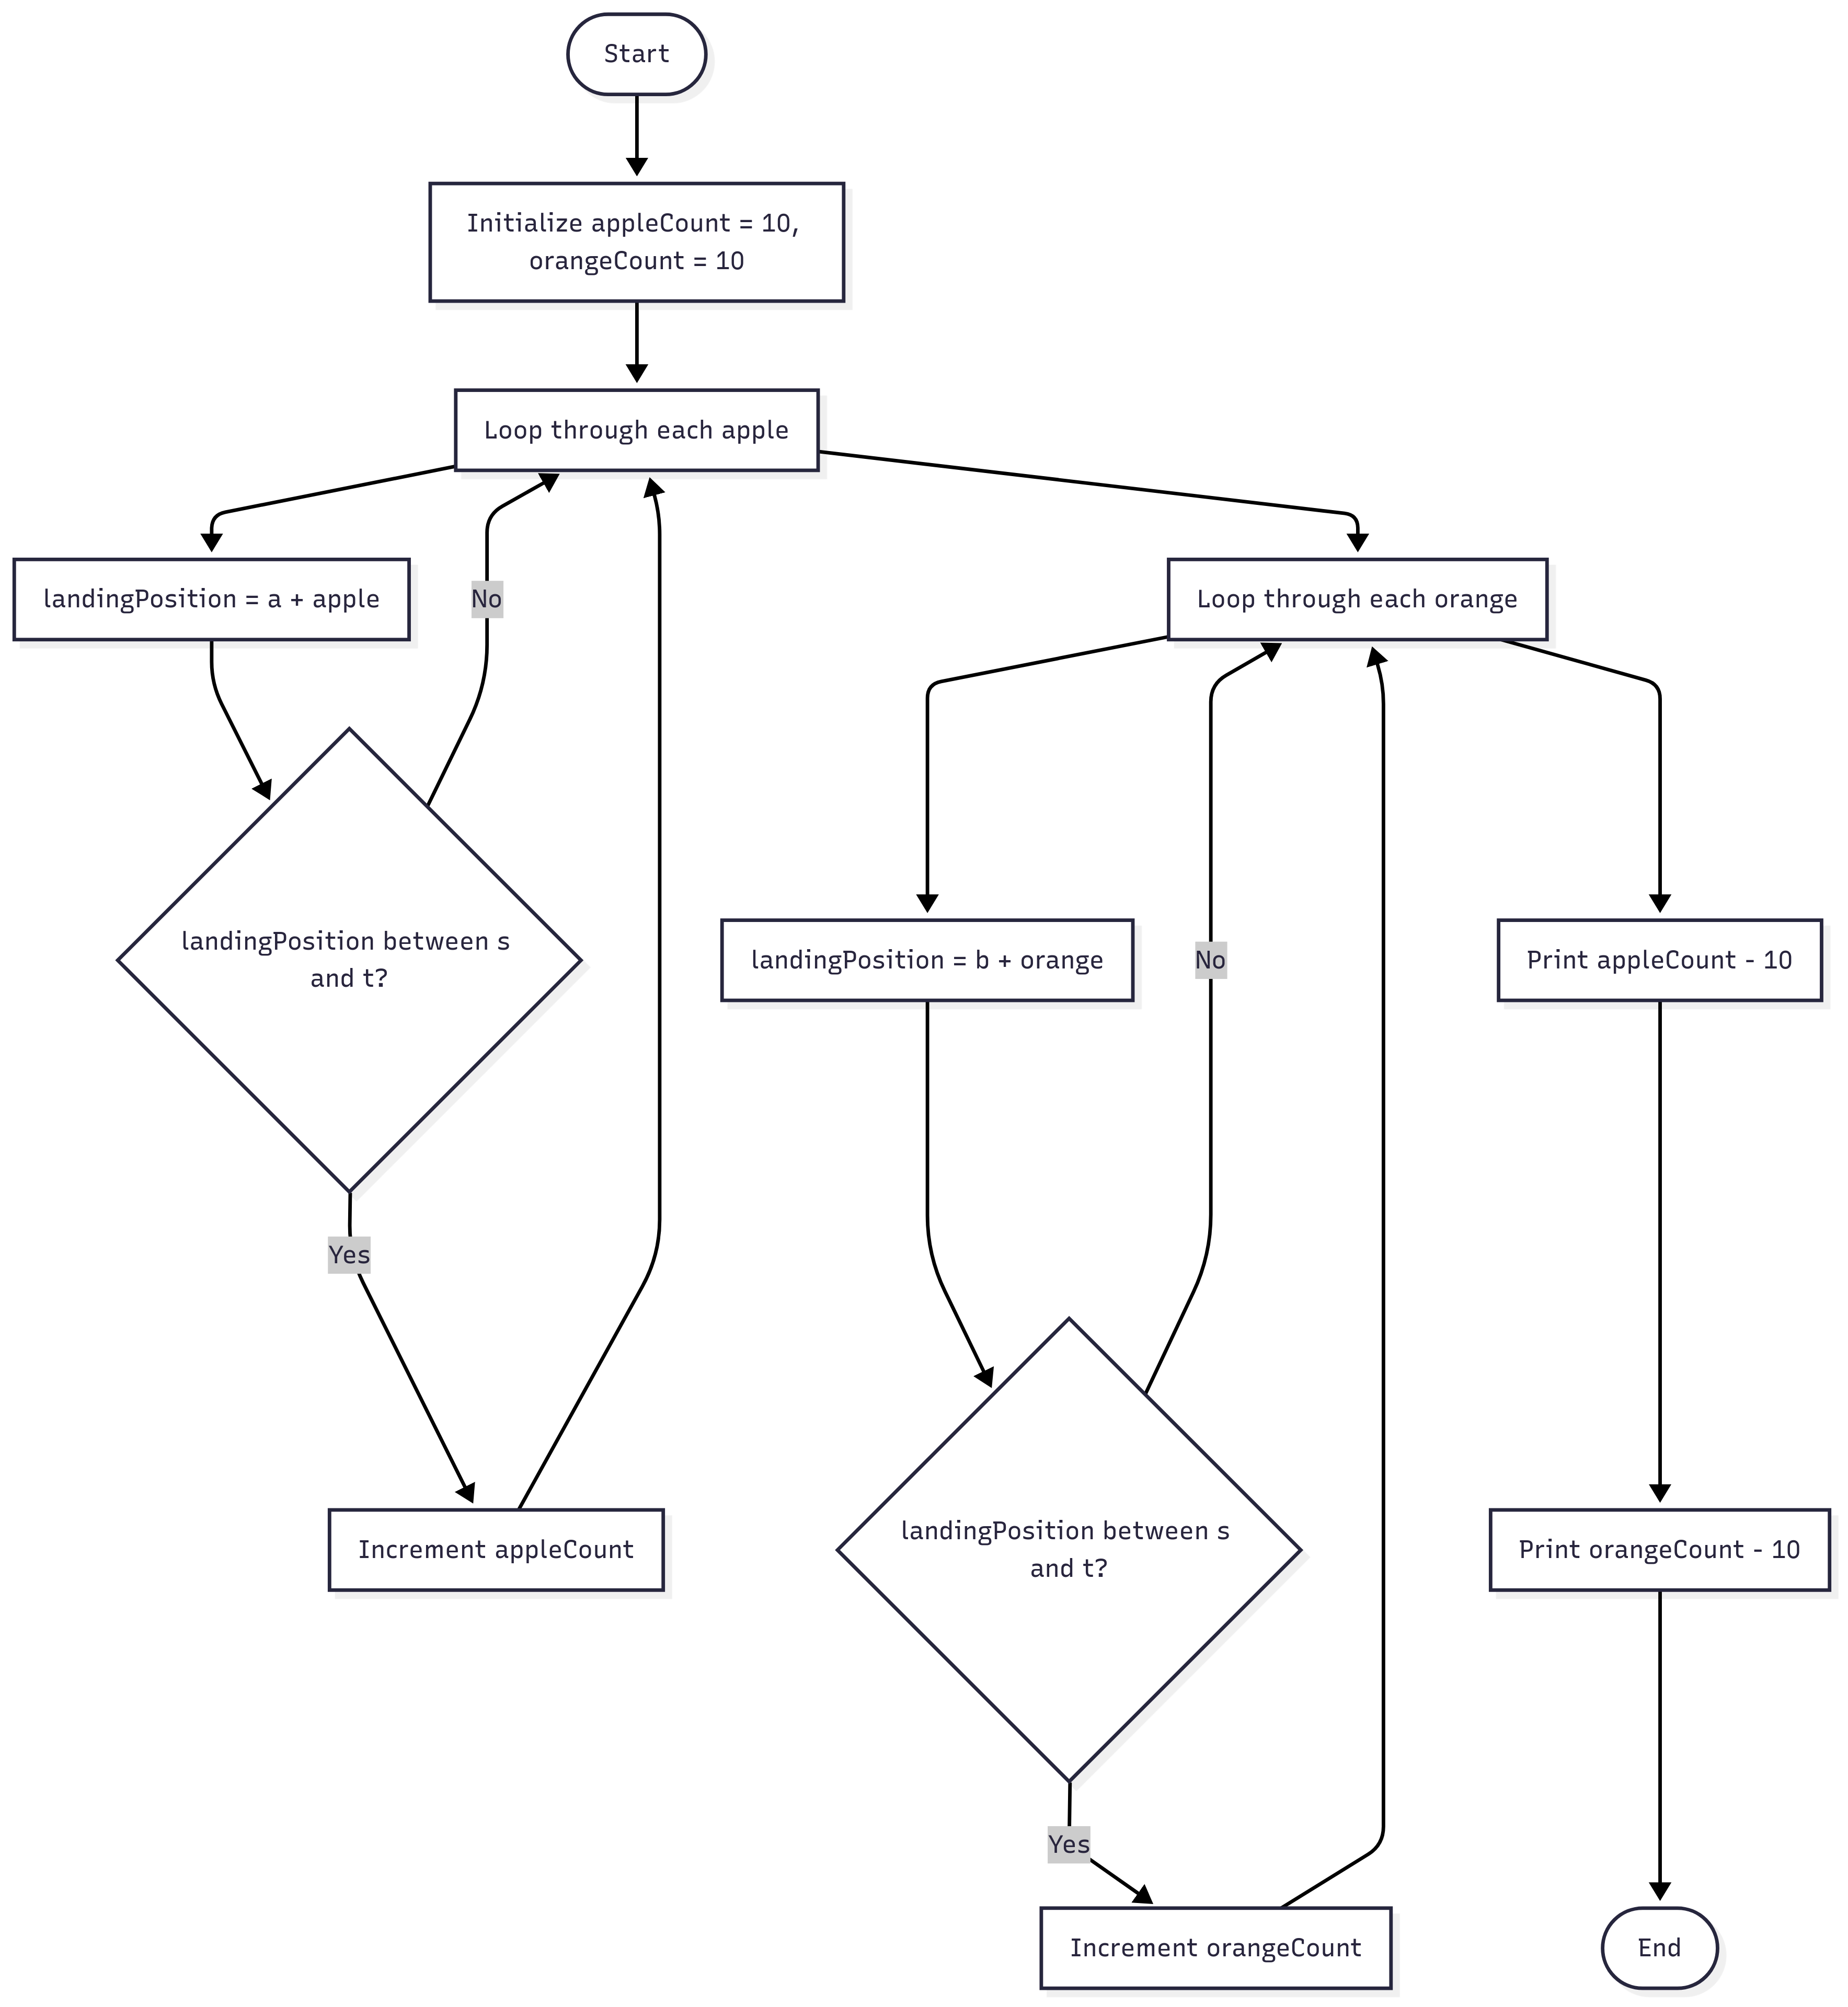 Start
Initialize appleCount = 10,
orangeCount = 10
Loop through each apple
landingPosition = a + apple
No
Loop through each orange
landingPosition between s
and t?
landingPosition = b + orange
No
Print appleCount - 10
Yes
Increment appleCount
landingPosition between s
and t?
Print orangeCount - 10
Yes
Increment orangeCount
End